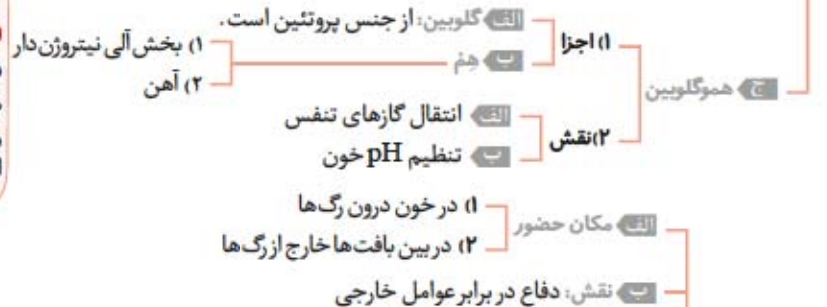 الف گلوبین: از جنس پروتئین است.
۱) اجزا
ب هِم
۱) بخش آلی نیتروژن‌دار
۲) آهن
ج هموگلوبین
الف انتقال گازهای تنفس
۲) نقش
ب تنظیم pH خون
۱) در خون درون رگ‌ها
الف مکان حضور
۲) در بین بافت‌ها خارج از رگ‌ها
ب نقش: دفاع در برابر عوامل خارجی